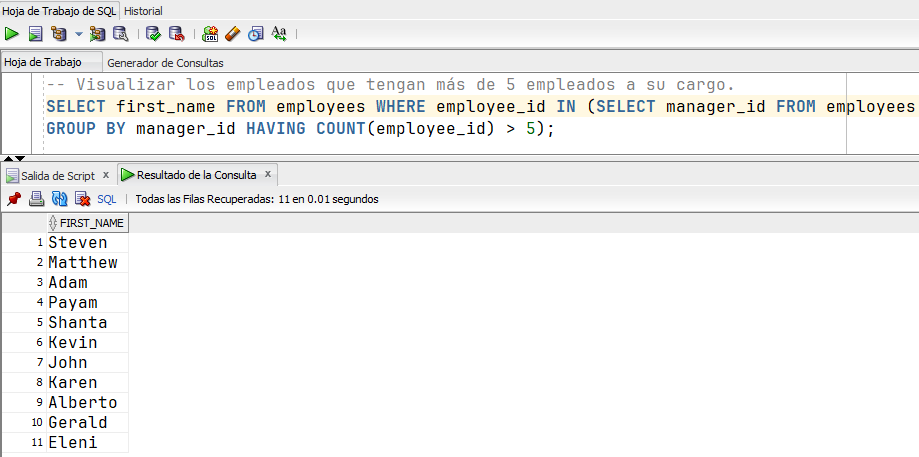 Hoja de Trabajo de SQL Historial
SQL Aa
Hoja de Trabajo Generador de Consultas
-- Visualizar los empleados que tengan más de 5 empleados a su cargo.
SELECT first_name FROM employees WHERE employee_id IN (SELECT manager_id FROM employees
GROUP BY manager_id HAVING COUNT(employee_id) > 5);
Salida de Script x Resultado de la Consulta x
SQL | Todas las Filas Recuperadas: 11 en 0.01 segundos
FIRST_NAME
1 Steven
2 Matthew
3 Adam
4 Payam
5 Shanta
6 Kevin
7 John
8 Karen
9 Alberto
10 Gerald
11 Eleni